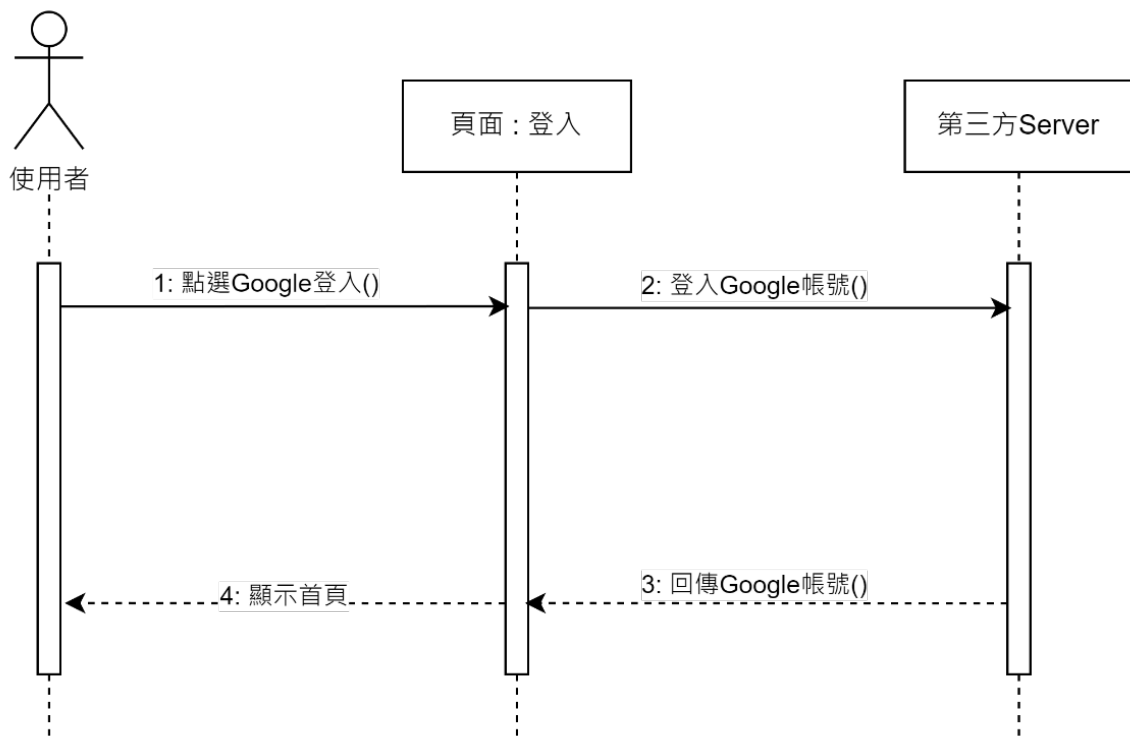 頁面 : 登入
第三方Server
使用者
1: 點選Google登入()
2: 登入Google帳號()
3: 回傳Google帳號()
4: 顯示首頁